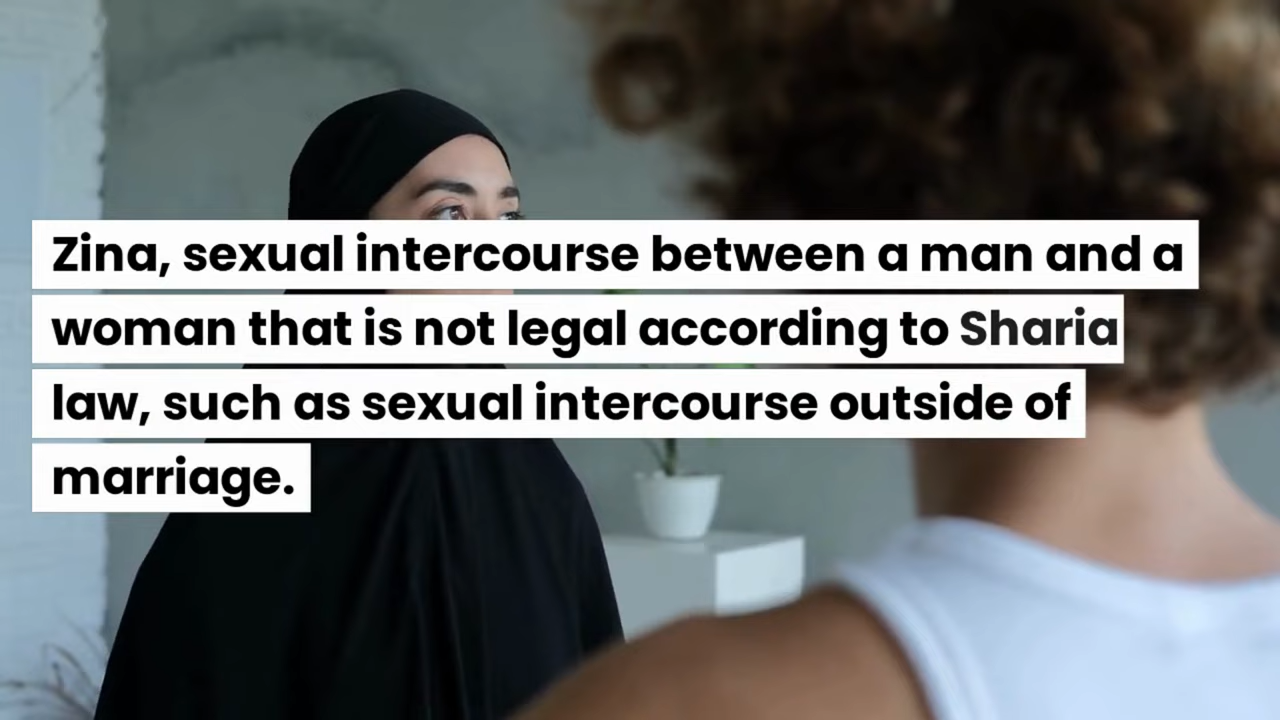 Zina, sexual intercourse between a man and a
woman that is not legal according to Sharia
law, such as sexual intercourse outside of
marriage.